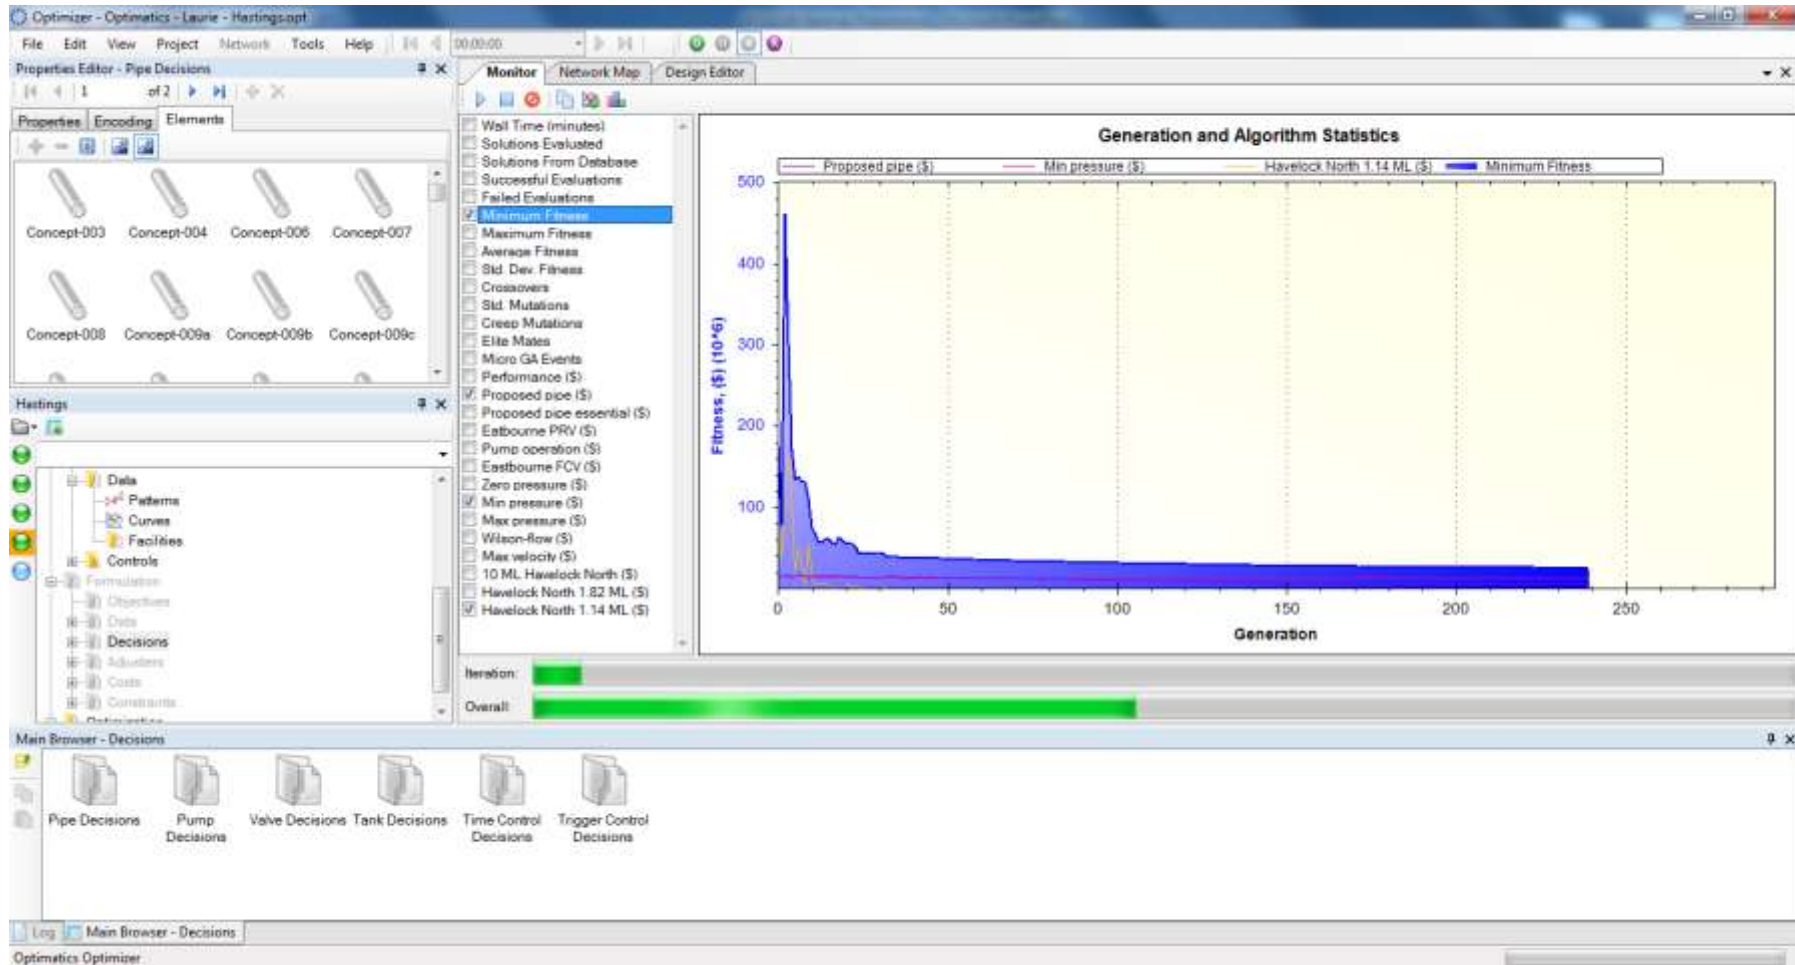 Optimizer - Optimatics - Laurie - Hastings.opt
File Edit View Project Network Tools Help 00:00:00
Properties Editor - Pipe Decisions
1 of 2
Properties Encoding Elements
Concept-003 Concept-004 Concept-006 Concept-007
Concept-008 Concept-009a Concept-009b Concept-009c
Hastings
Data
Patterns
Curves
Facilities
Controls
Formulation
Objectives
Data
Decisions
Adjusters
Costs
Constraints
Optimization
Monitor Network Map Design Editor
Wall Time (minutes)
Solutions Evaluated
Solutions From Database
Successful Evaluations
Failed Evaluations
Minimum Fitness
Maximum Fitness
Average Fitness
Std. Dev. Fitness
Crossovers
Std. Mutations
Creep Mutations
Elite Mates
Micro GA Events
Performance ($)
Proposed pipe ($)
Proposed pipe essential ($)
Eatbourne PRV ($)
Pump operation ($)
Eastbourne FCV ($)
Zero pressure ($)
Min pressure ($)
Max pressure ($)
Wilson-flow ($)
Max velocity ($)
10 ML Havelock North ($)
Havelock North 1.82 ML ($)
Havelock North 1.14 ML ($)
Generation and Algorithm Statistics
Proposed pipe ($) Min pressure ($) Havelock North 1.14 ML ($) Minimum Fitness
500
400
300
200
100
Fitness, ($) (10^6)
0 50 100 150 200 250
Generation
Iteration:
Overall:
Main Browser - Decisions
Pipe Decisions Pump Decisions Valve Decisions Tank Decisions Time Control Decisions Trigger Control Decisions
Log Main Browser - Decisions
Optimatics Optimizer